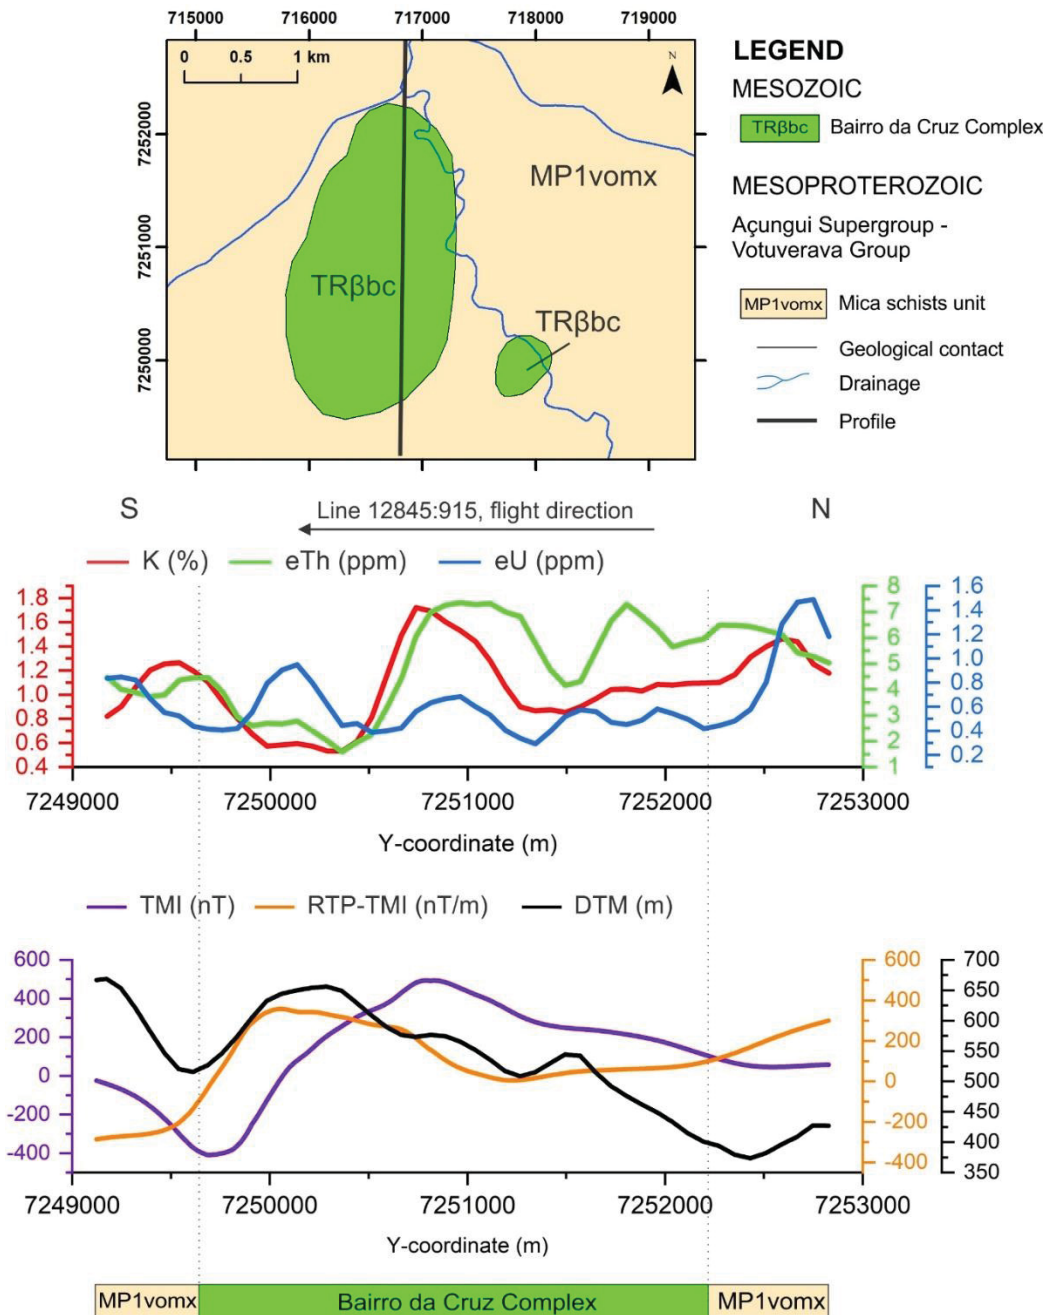 715000 716000 717000 718000 719000
0 0.5 1 km
N
7252000
7251000
7250000
MP1vomx
TRβbc
TRβbc
LEGEND
MESOZOIC
TRβbc Bairro da Cruz Complex
MESOPROTEROZOIC
Açungui Supergroup -
Votuverava Group
MP1vomx Mica schists unit
Geological contact
Drainage
Profile
S Line 12845:915, flight direction N
K (%) eTh (ppm) eU (ppm)
1.8
1.6
1.4
1.2
1.0
0.8
0.6
0.4
8
7
6
5
4
3
2
1
1.6
1.4
1.2
1.0
0.8
0.6
0.4
0.2
7249000 7250000 7251000 7252000 7253000
Y-coordinate (m)
TMI (nT) RTP-TMI (nT/m) DTM (m)
600
400
200
0
-200
-400
600
400
200
0
-200
-400
700
650
600
550
500
450
400
350
7249000 7250000 7251000 7252000 7253000
Y-coordinate (m)
MP1vomx Bairro da Cruz Complex MP1vomx